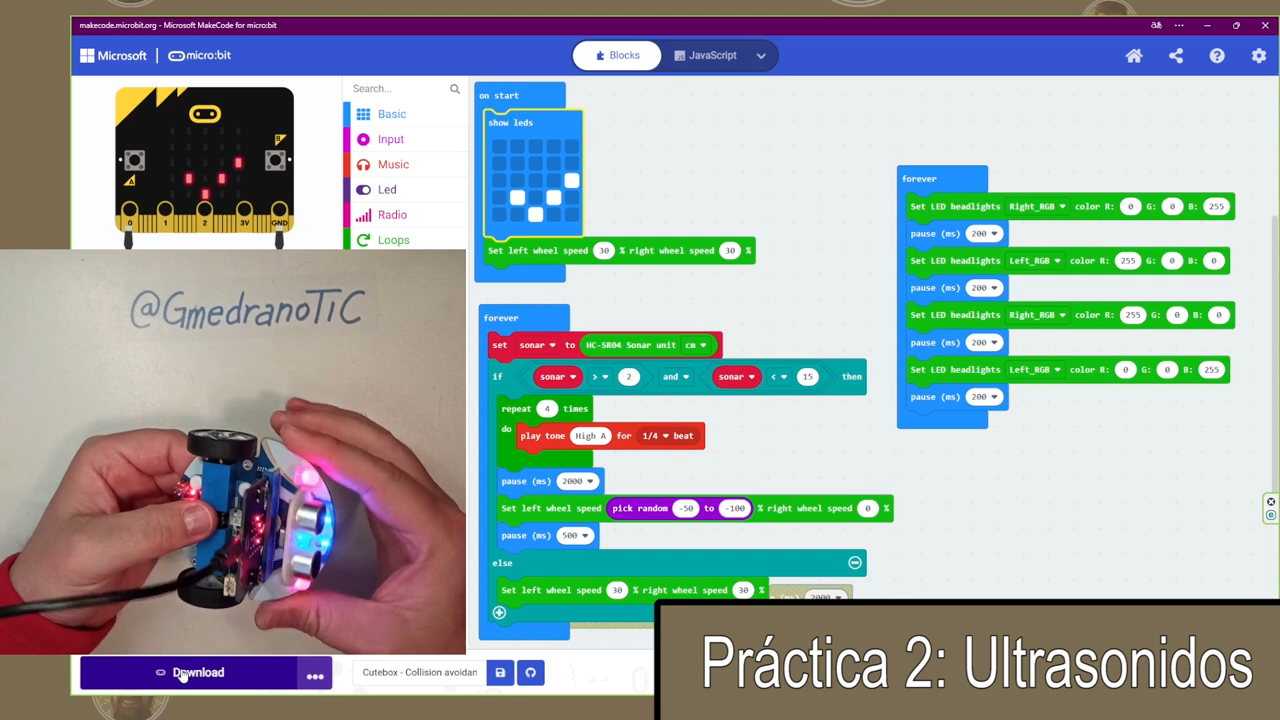 makecode.microbit.org - Microsoft MakeCode for micro:bit
Microsoft | micro:bit
Blocks
JavaScript
Search...
Basic
Input
Music
Led
Radio
Loops
A
B
0 1 2 3V GND
@GmedranoTIC
on start
show leds
Set left wheel speed 30 % right wheel speed 30 %
forever
set sonar to HC-SR04 Sonar unit cm
if sonar > 2 and sonar < 15 then
repeat 4 times
do play tone High A for 1/4 beat
pause (ms) 2000
Set left wheel speed pick random -50 to -100 % right wheel speed 0 %
pause (ms) 500
else
Set left wheel speed 30 % right wheel speed 30 %
(ms) 2000
forever
Set LED headlights Right_RGB color R: 0 G: 0 B: 255
pause (ms) 200
Set LED headlights Left_RGB color R: 255 G: 0 B: 0
pause (ms) 200
Set LED headlights Right_RGB color R: 255 G: 0 B: 0
pause (ms) 200
Set LED headlights Left_RGB color R: 0 G: 0 B: 255
pause (ms) 200
Download
Cutebox - Collision avoidan
Práctica 2: Ultrasonidos